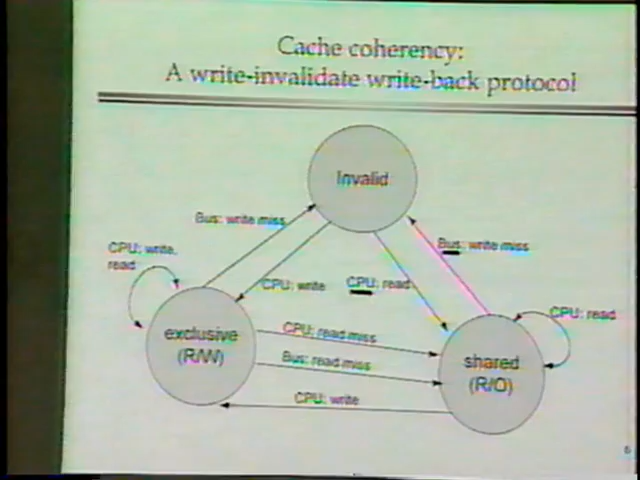 Cache coherency:
A write-invalidate write-back protocol
Invalid
Bus: write miss
Bus: write miss
CPU: write,
read
CPU: write
CPU: read
CPU: read
exclusive
(R/W)
CPU: read miss
Bus: read miss
shared
(R/O)
CPU: write
6